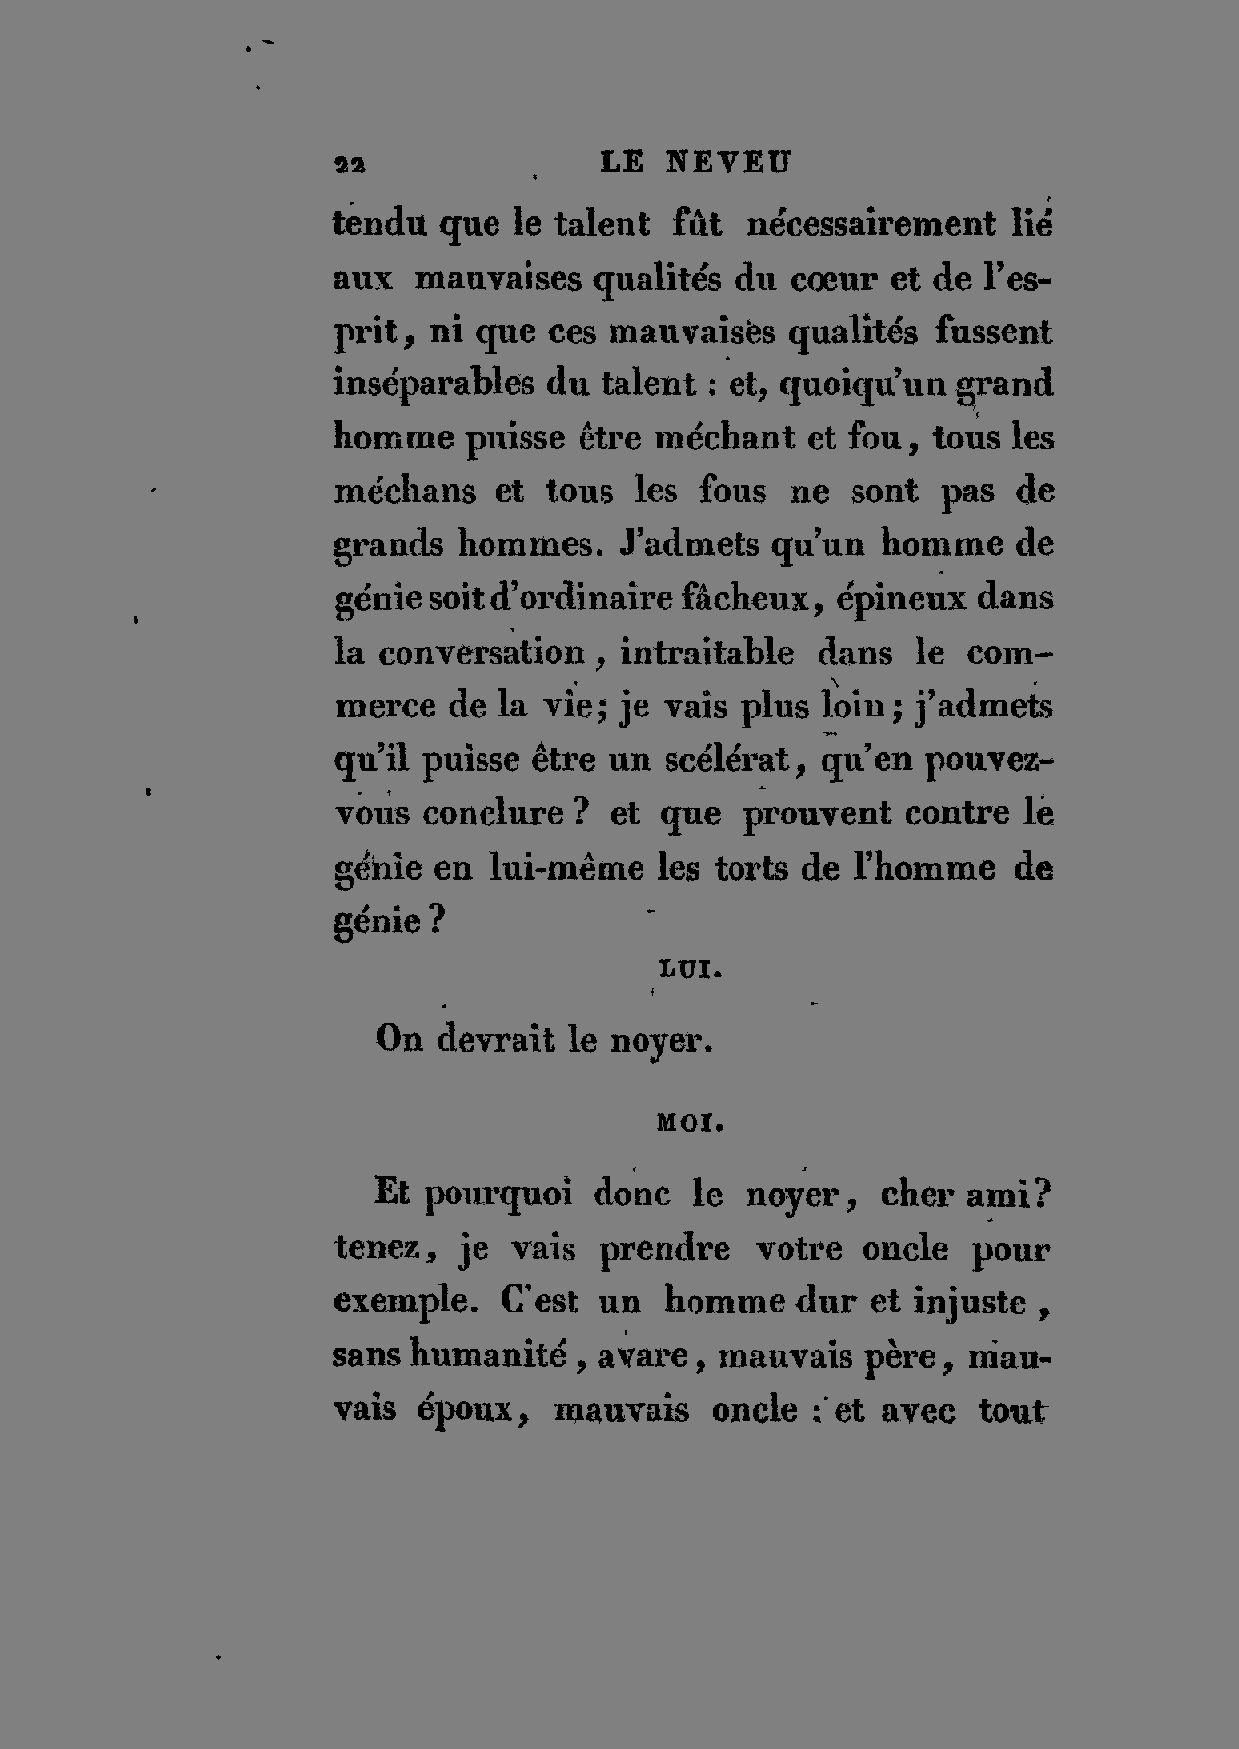 22 LE NEVEU
tendu que le talent fût nécessairement lié
aux mauvaises qualités du cœur et de l'es-
prit, ni que ces mauvaises qualités fussent
inséparables du talent : et, quoiqu'un grand
homme puisse être méchant et fou, tous les
méchans et tous les fous ne sont pas de
grands hommes. J'admets qu'un homme de
génie soit d'ordinaire fâcheux, épineux dans
la conversation, intraitable dans le com-
merce de la vie; je vais plus loin; j'admets
qu'il puisse être un scélérat, qu'en pouvez-
vous conclure ? et que prouvent contre le
génie en lui-même les torts de l'homme de
génie ?
LUI.
On devrait le noyer.
MOI.
Et pourquoi donc le noyer, cher ami?
tenez, je vais prendre votre oncle pour
exemple. C'est un homme dur et injuste,
sans humanité, avare, mauvais père, mau-
vais époux, mauvais oncle : et avec tout